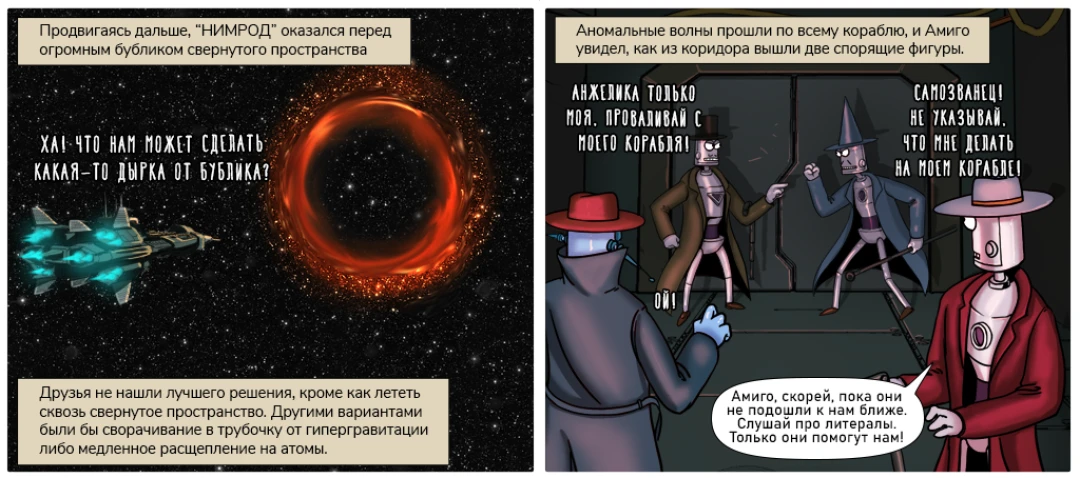 Продвигаясь дальше, “НИМРОД” оказался перед
огромным бубликом свернутого пространства
ХА! ЧТО НАМ МОЖЕТ СДЕЛАТЬ
КАКАЯ-ТО ДЫРКА ОТ БУБЛИКА?
Друзья не нашли лучшего решения, кроме как лететь
сквозь свернутое пространство. Другими вариантами
были бы сворачивание в трубочку от гипергравитации
либо медленное расщепление на атомы.
Аномальные волны прошли по всему кораблю, и Амиго
увидел, как из коридора вышли две спорящие фигуры.
АНЖЕЛИКА ТОЛЬКО
МОЯ, ПРОВАЛИВАЙ С
МОЕГО КОРАБЛЯ!
САМОЗВАНЕЦ!
НЕ УКАЗЫВАЙ,
ЧТО МНЕ ДЕЛАТЬ
НА МОЕМ КОРАБЛЕ!
ОЙ!
Амиго, скорей, пока они
не подошли к нам ближе.
Слушай про литералы.
Только они помогут нам!